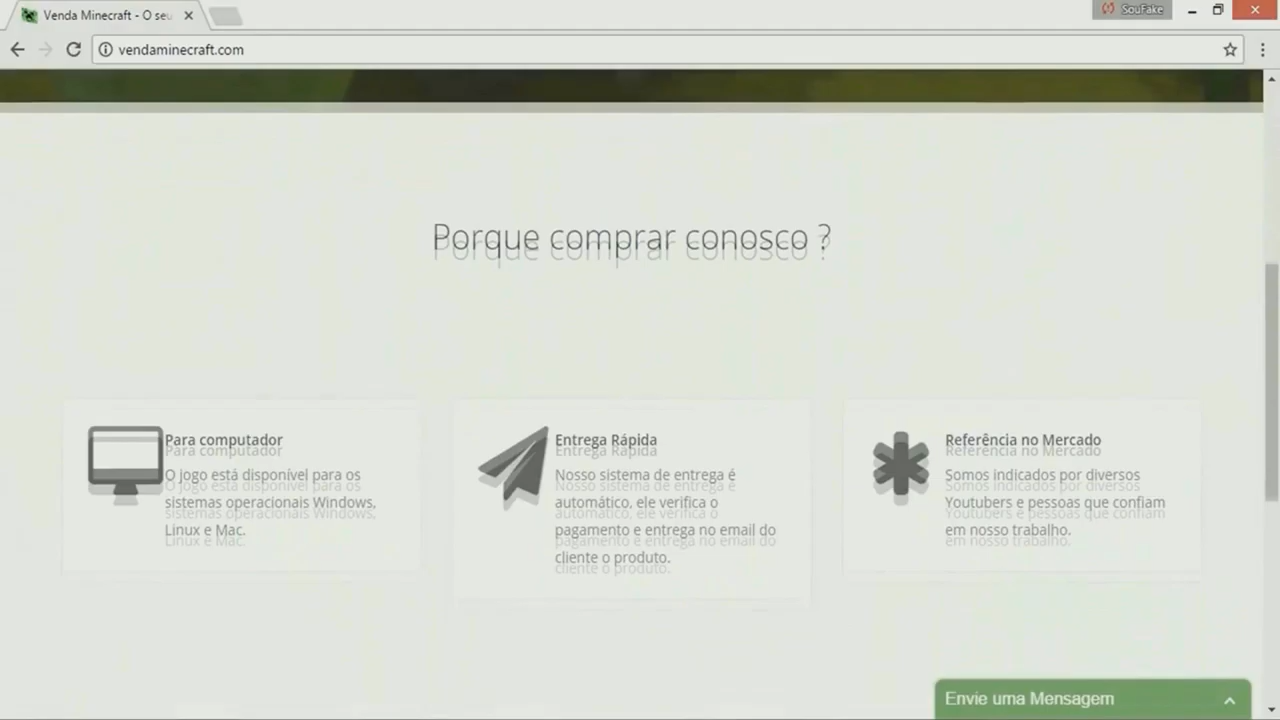 Venda Minecraft - O seu
SouFake
vendaminecraft.com
Porque comprar conosco ?
Para computador
O jogo está disponível para os
sistemas operacionais Windows,
Linux e Mac.
Entrega Rápida
Nosso sistema de entrega é
automático, ele verifica o
pagamento e entrega no email do
cliente o produto.
Referência no Mercado
Somos indicados por diversos
Youtubers e pessoas que confiam
em nosso trabalho.
Envie uma Mensagem